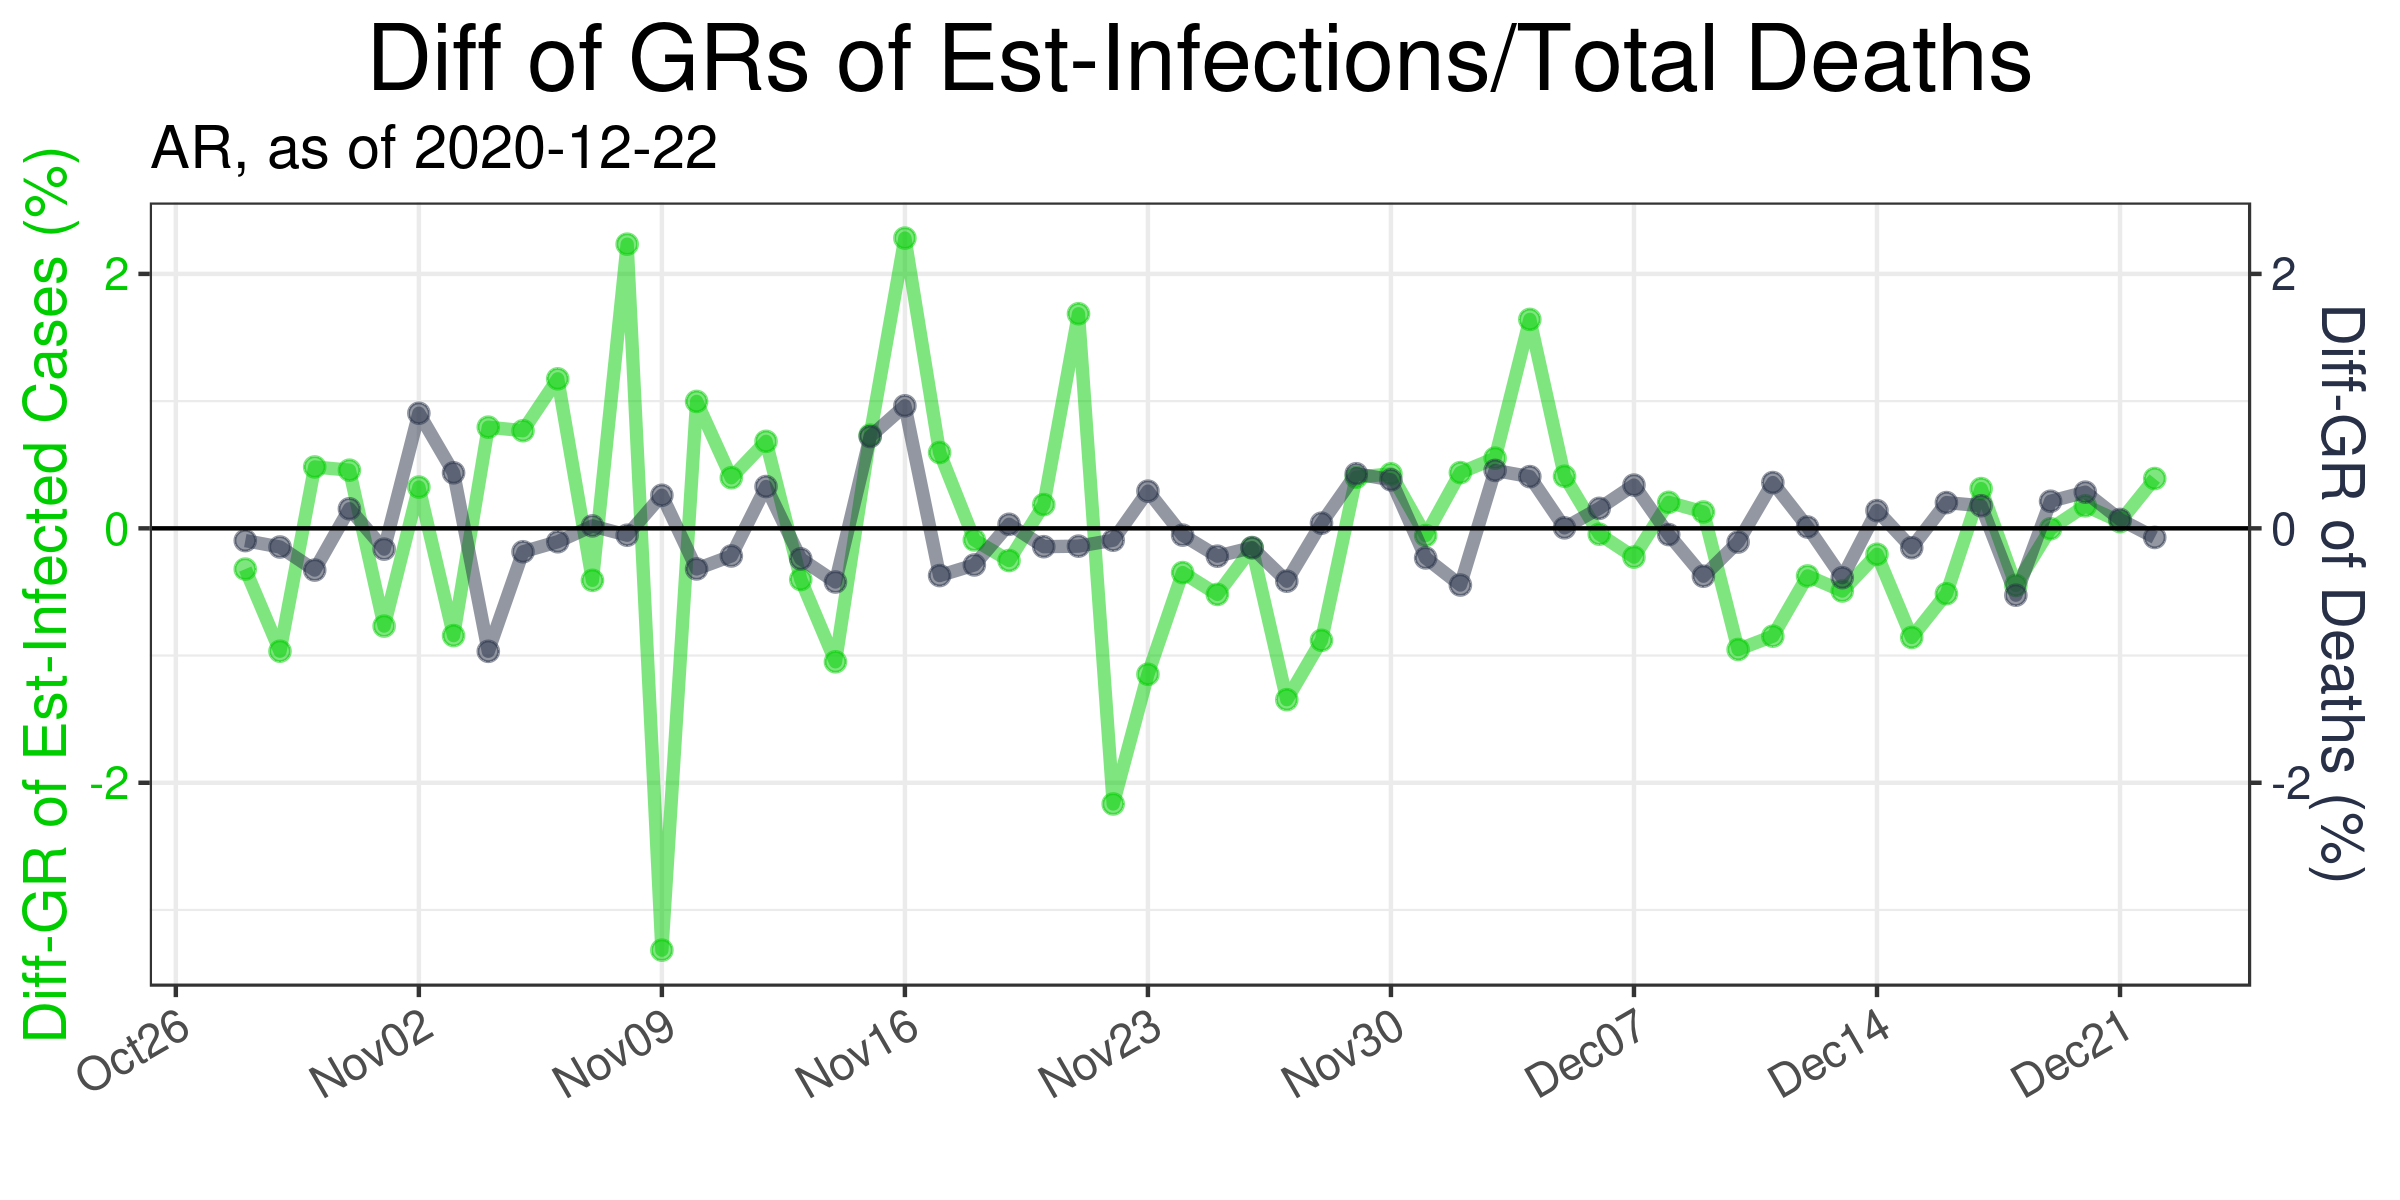 Diff of GRs of Est-Infections/Total Deaths
AR, as of 2020-12-22
Diff-GR of Est-Infected Cases (%)
2
0
-2
2
0
-2
Diff-GR of Deaths (%)
Oct26
Nov02
Nov09
Nov16
Nov23
Nov30
Dec07
Dec14
Dec21